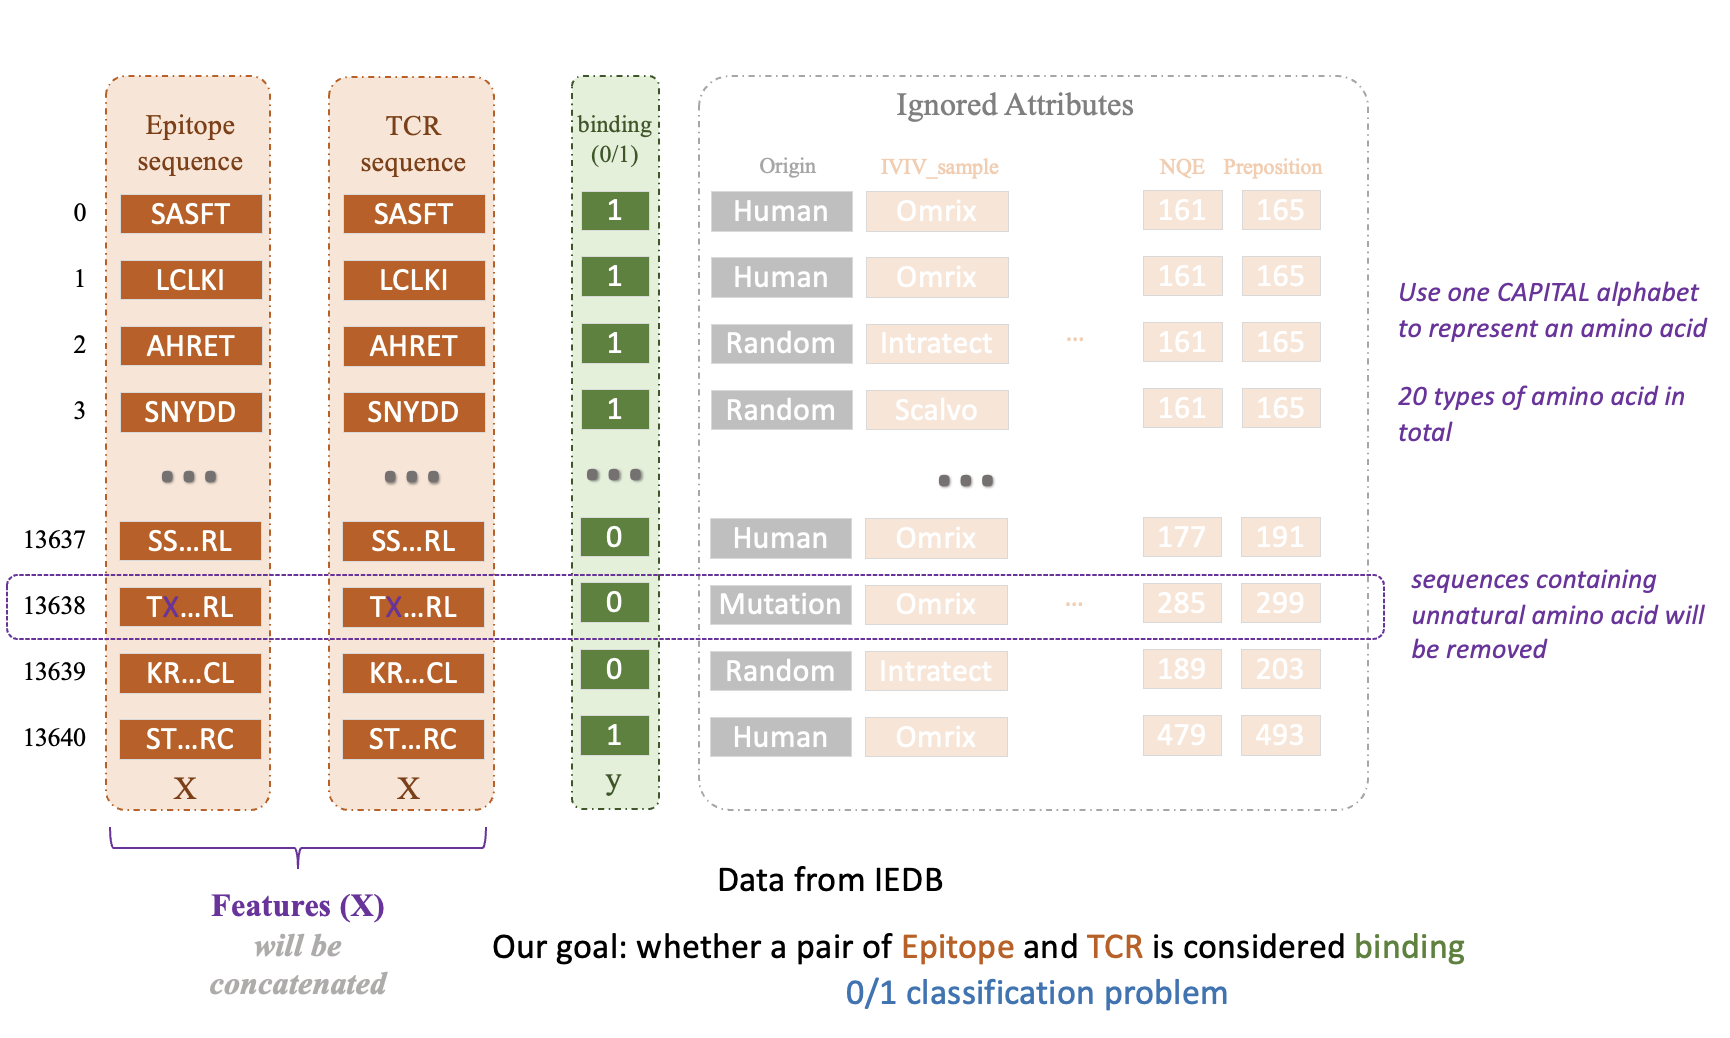 Ignored Attributes
Epitope sequence
TCR sequence
binding (0/1)
Origin IVIV_sample NQE Preposition
0 SASFT SASFT 1 Human Omrix 161 165
1 LCLKI LCLKI 1 Human Omrix 161 165
2 AHRET AHRET 1 Random Intratect ... 161 165
3 SNYDD SNYDD 1 Random Scalvo 161 165
... ... ... ...
13637 SS...RL SS...RL 0 Human Omrix 177 191
13638 TX...RL TX...RL 0 Mutation Omrix ... 285 299
13639 KR...CL KR...CL 0 Random Intratect 189 203
13640 ST...RC ST...RC 1 Human Omrix 479 493
X X y
Use one CAPITAL alphabet
to represent an amino acid
20 types of amino acid in
total
sequences containing
unnatural amino acid will
be removed
Features (X)
will be
concatenated
Data from IEDB
Our goal: whether a pair of Epitope and TCR is considered binding
0/1 classification problem